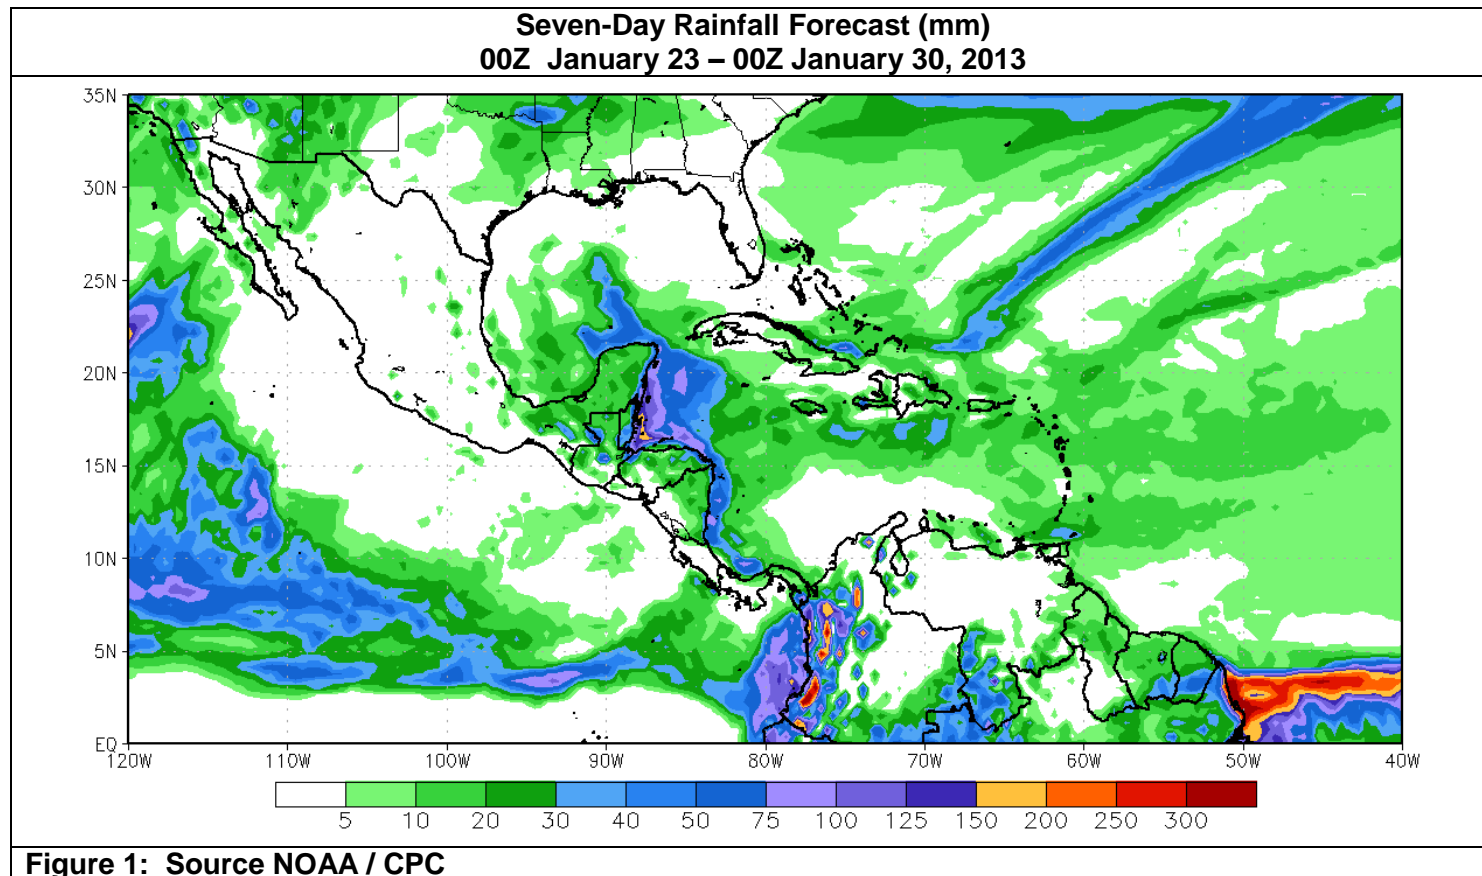 Seven-Day Rainfall Forecast (mm)
00Z  January 23 – 00Z January 30, 2013
35N
30N
25N
20N
15N
10N
5N
EQ
120W 110W 100W 90W 80W 70W 60W 50W 40W
5 10 20 30 40 50 75 100 125 150 200 250 300
Figure 1:  Source NOAA / CPC